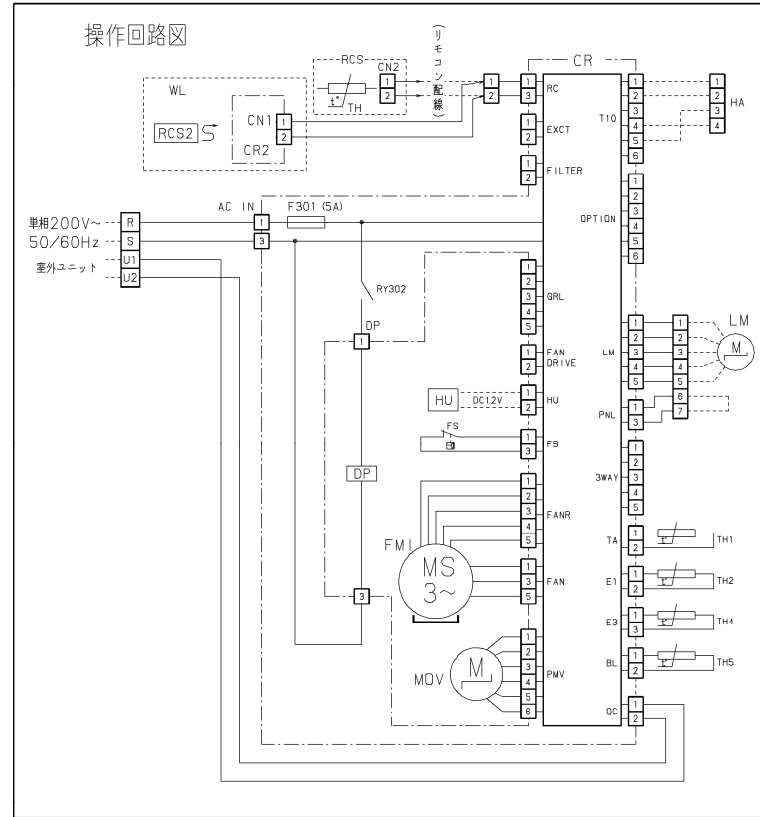 操作回路図
RCS
CN2
1
2
t°
TH
(リモコン配線)
1
2
WL
RCS2
CN1
1
2
CR2
CR
1
3
RC
1
2
EXCT
1
2
FILTER
1
2
3
4
5
6
T10
1
2
3
4
HA
1
2
3
4
5
6
OPTION
単相200V~
50/60Hz
室外ユニット
R
S
U1
U2
AC IN
1
3
F301 (5A)
RY302
DP
1
DP
3
1
2
3
4
5
GRL
1
2
FAN
DRIVE
HU
DC12V
1
2
HU
FS
1
3
FS
1
2
3
4
5
FANR
FM1
MS
3~
1
3
5
FAN
MOV
M
1
2
3
4
5
6
PMV
LM
1
2
3
4
5
1
2
3
4
5
6
7
LM
M
PNL
1
3
3WAY
1
2
3
4
5
TA
1
2
t°
TH1
E1
1
2
t°
TH2
E3
1
3
t°
TH4
BL
1
2
t°
TH5
OC
1
2